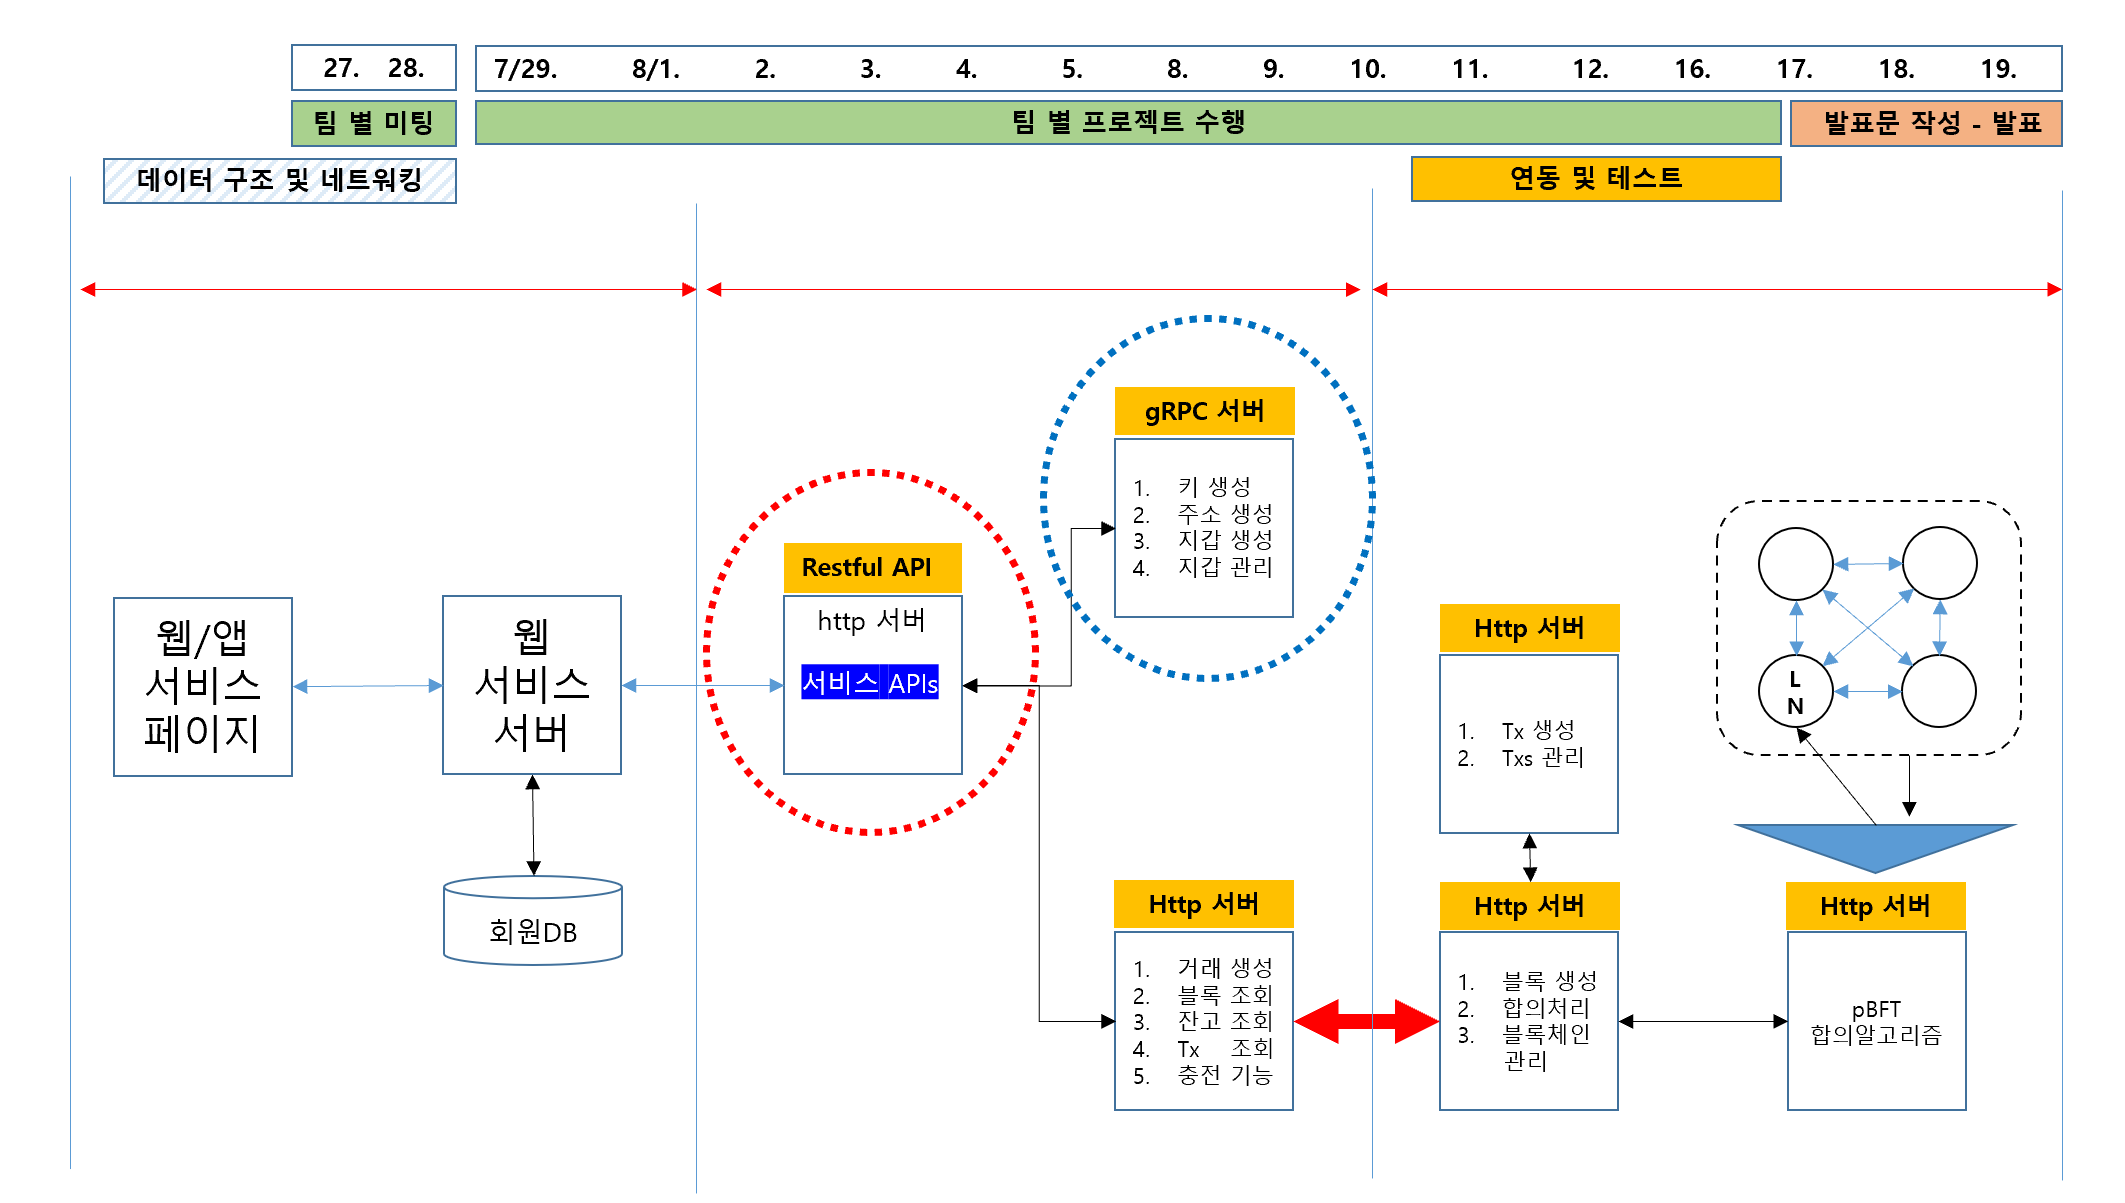 27. 28.
7/29. 8/1. 2. 3. 4. 5. 8. 9. 10. 11. 12. 16. 17. 18. 19.
팀 별 미팅
팀 별 프로젝트 수행
발표문 작성 - 발표
데이터 구조 및 네트워킹
연동 및 테스트
웹/앱
서비스
페이지
웹
서비스
서버
회원DB
Restful API
http 서버
서비스 APIs
gRPC 서버
1. 키 생성
2. 주소 생성
3. 지갑 생성
4. 지갑 관리
Http 서버
1. 거래 생성
2. 블록 조회
3. 잔고 조회
4. Tx 조회
5. 충전 기능
Http 서버
1. Tx 생성
2. Txs 관리
Http 서버
1. 블록 생성
2. 합의처리
3. 블록체인
관리
L
N
Http 서버
pBFT
합의알고리즘